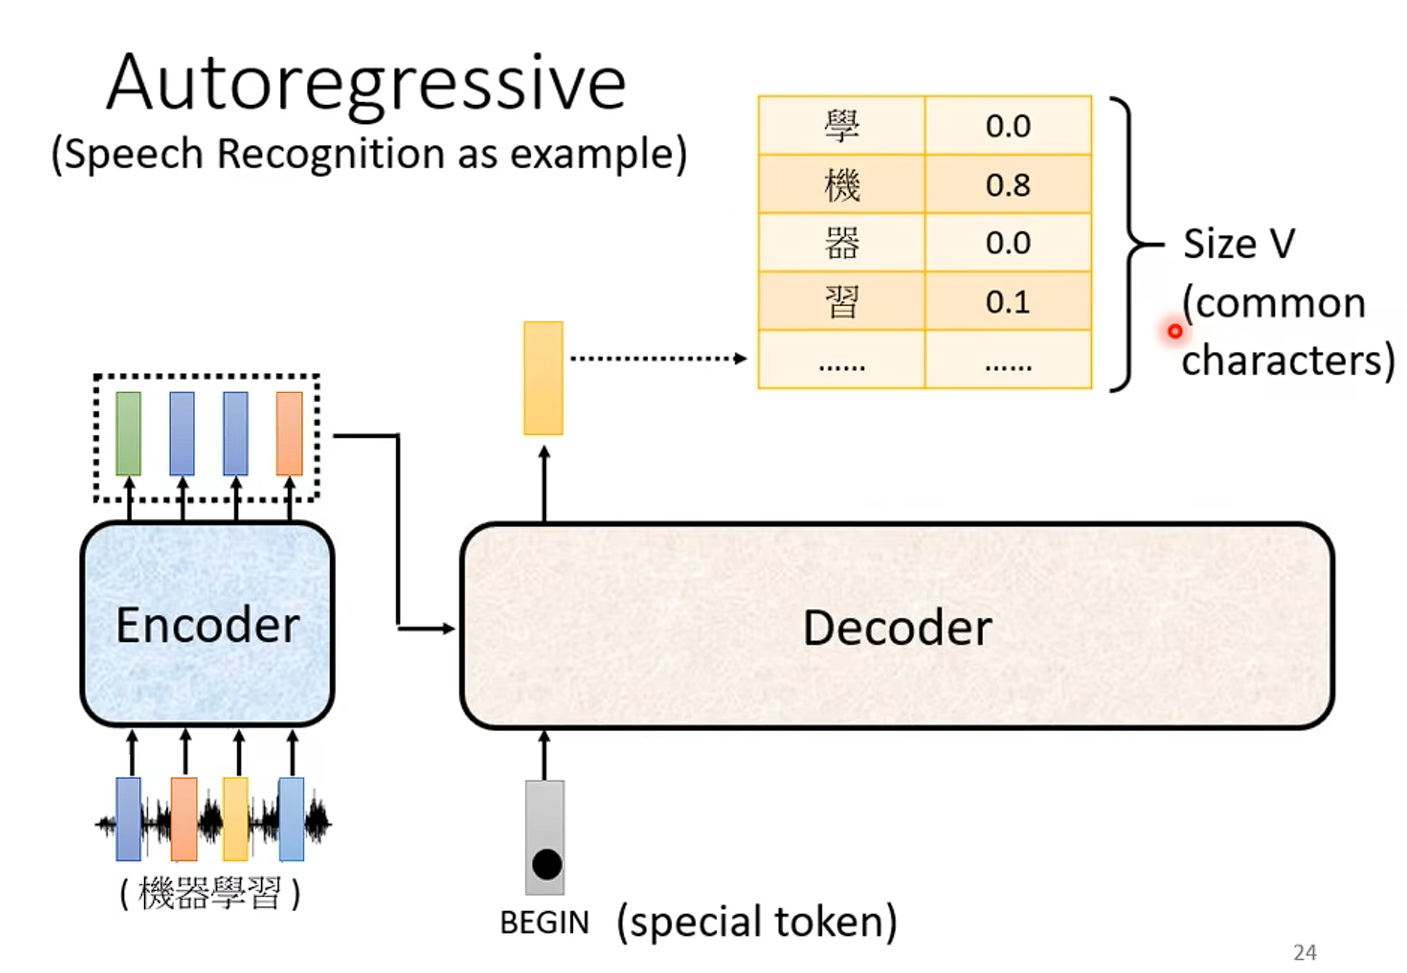 Autoregressive
(Speech Recognition as example)
學 0.0
機 0.8
器 0.0
習 0.1
...... ......
Size V
(common
characters)
Encoder
Decoder
(機器學習)
BEGIN (special token)
24